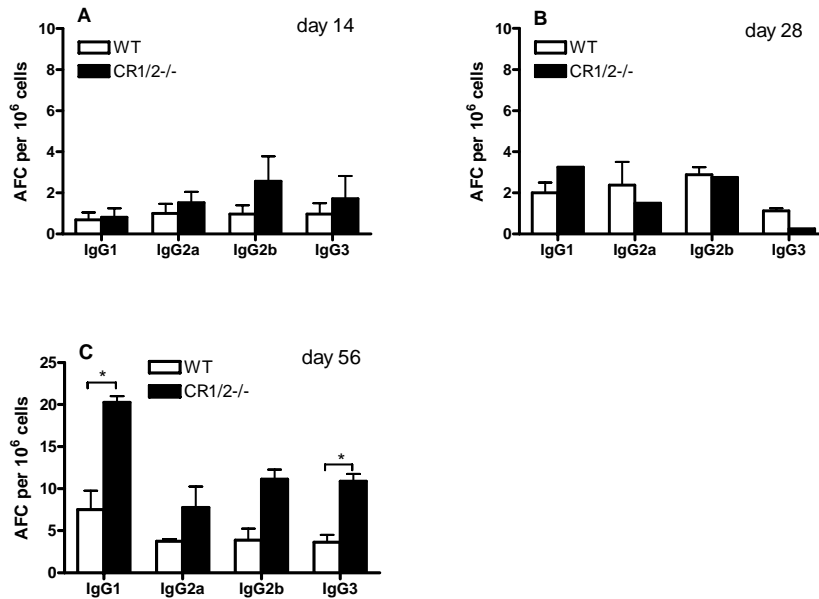 A
day 14
WT
CR1/2-/-
AFC per 10⁶ cells
10
8
6
4
2
0
IgG1 IgG2a IgG2b IgG3
B
day 28
WT
CR1/2-/-
AFC per 10⁶ cells
10
8
6
4
2
0
IgG1 IgG2a IgG2b IgG3
C
day 56
WT
CR1/2-/-
AFC per 10⁶ cells
25
20
15
10
5
0
*
*
IgG1 IgG2a IgG2b IgG3